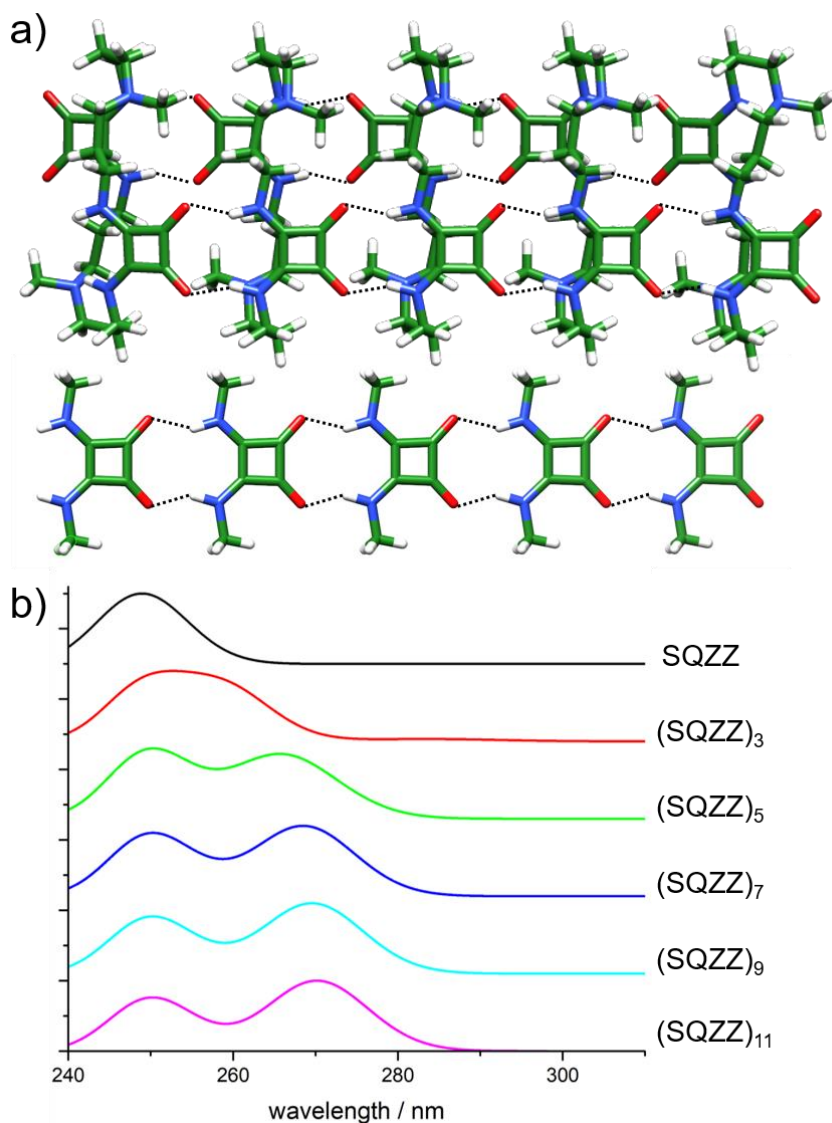 a)
b)
SQZZ
(SQZZ)₃
(SQZZ)₅
(SQZZ)₇
(SQZZ)₉
(SQZZ)₁₁
240 260 280 300
wavelength / nm